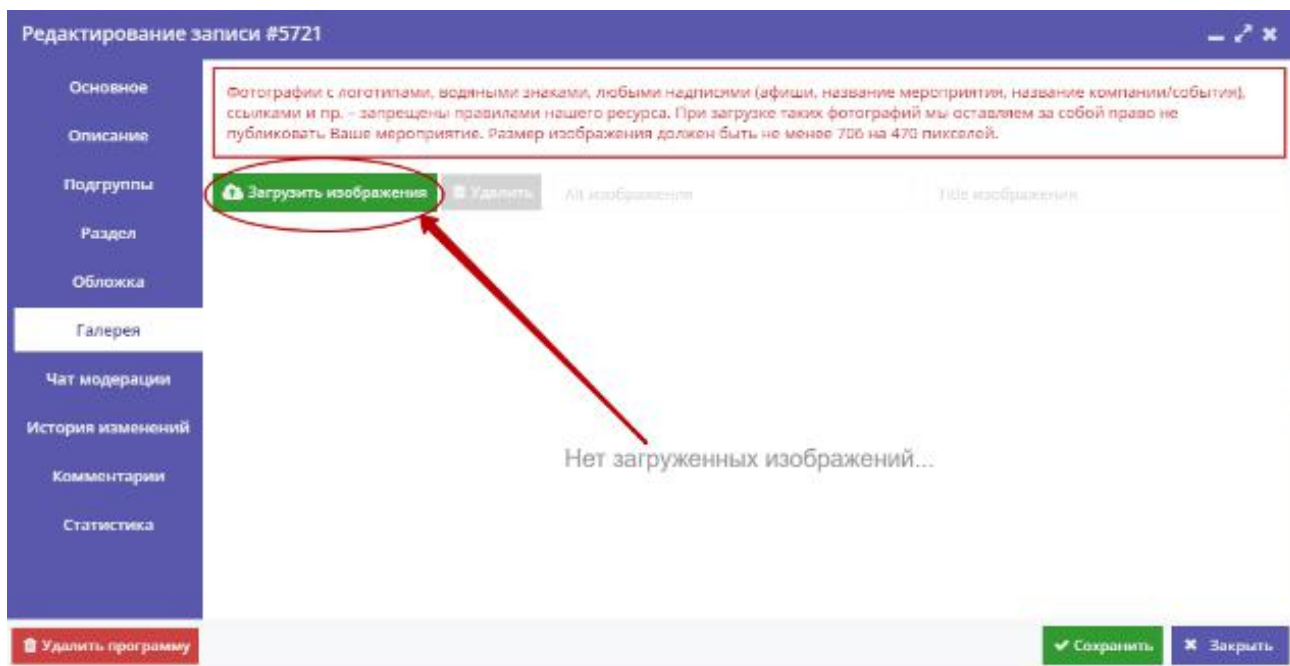 Редактирование записи #5721
Основное
Описание
Подгруппы
Раздел
Обложка
Галерея
Чат модерации
История изменений
Комментарии
Статистика
Фотографии с логотипами, водяными знаками, любыми надписями (афиши, название мероприятия, название компании/события),
ссылками и пр. – запрещены правилами нашего ресурса. При загрузке таких фотографий мы оставляем за собой право не
публиковать Ваше мероприятие. Размер изображения должен быть не менее 706 на 470 пикселей.
Загрузить изображения
Удалить
Alt изображения
Title изображения
Нет загруженных изображений...
Удалить программу
Сохранить
Закрыть